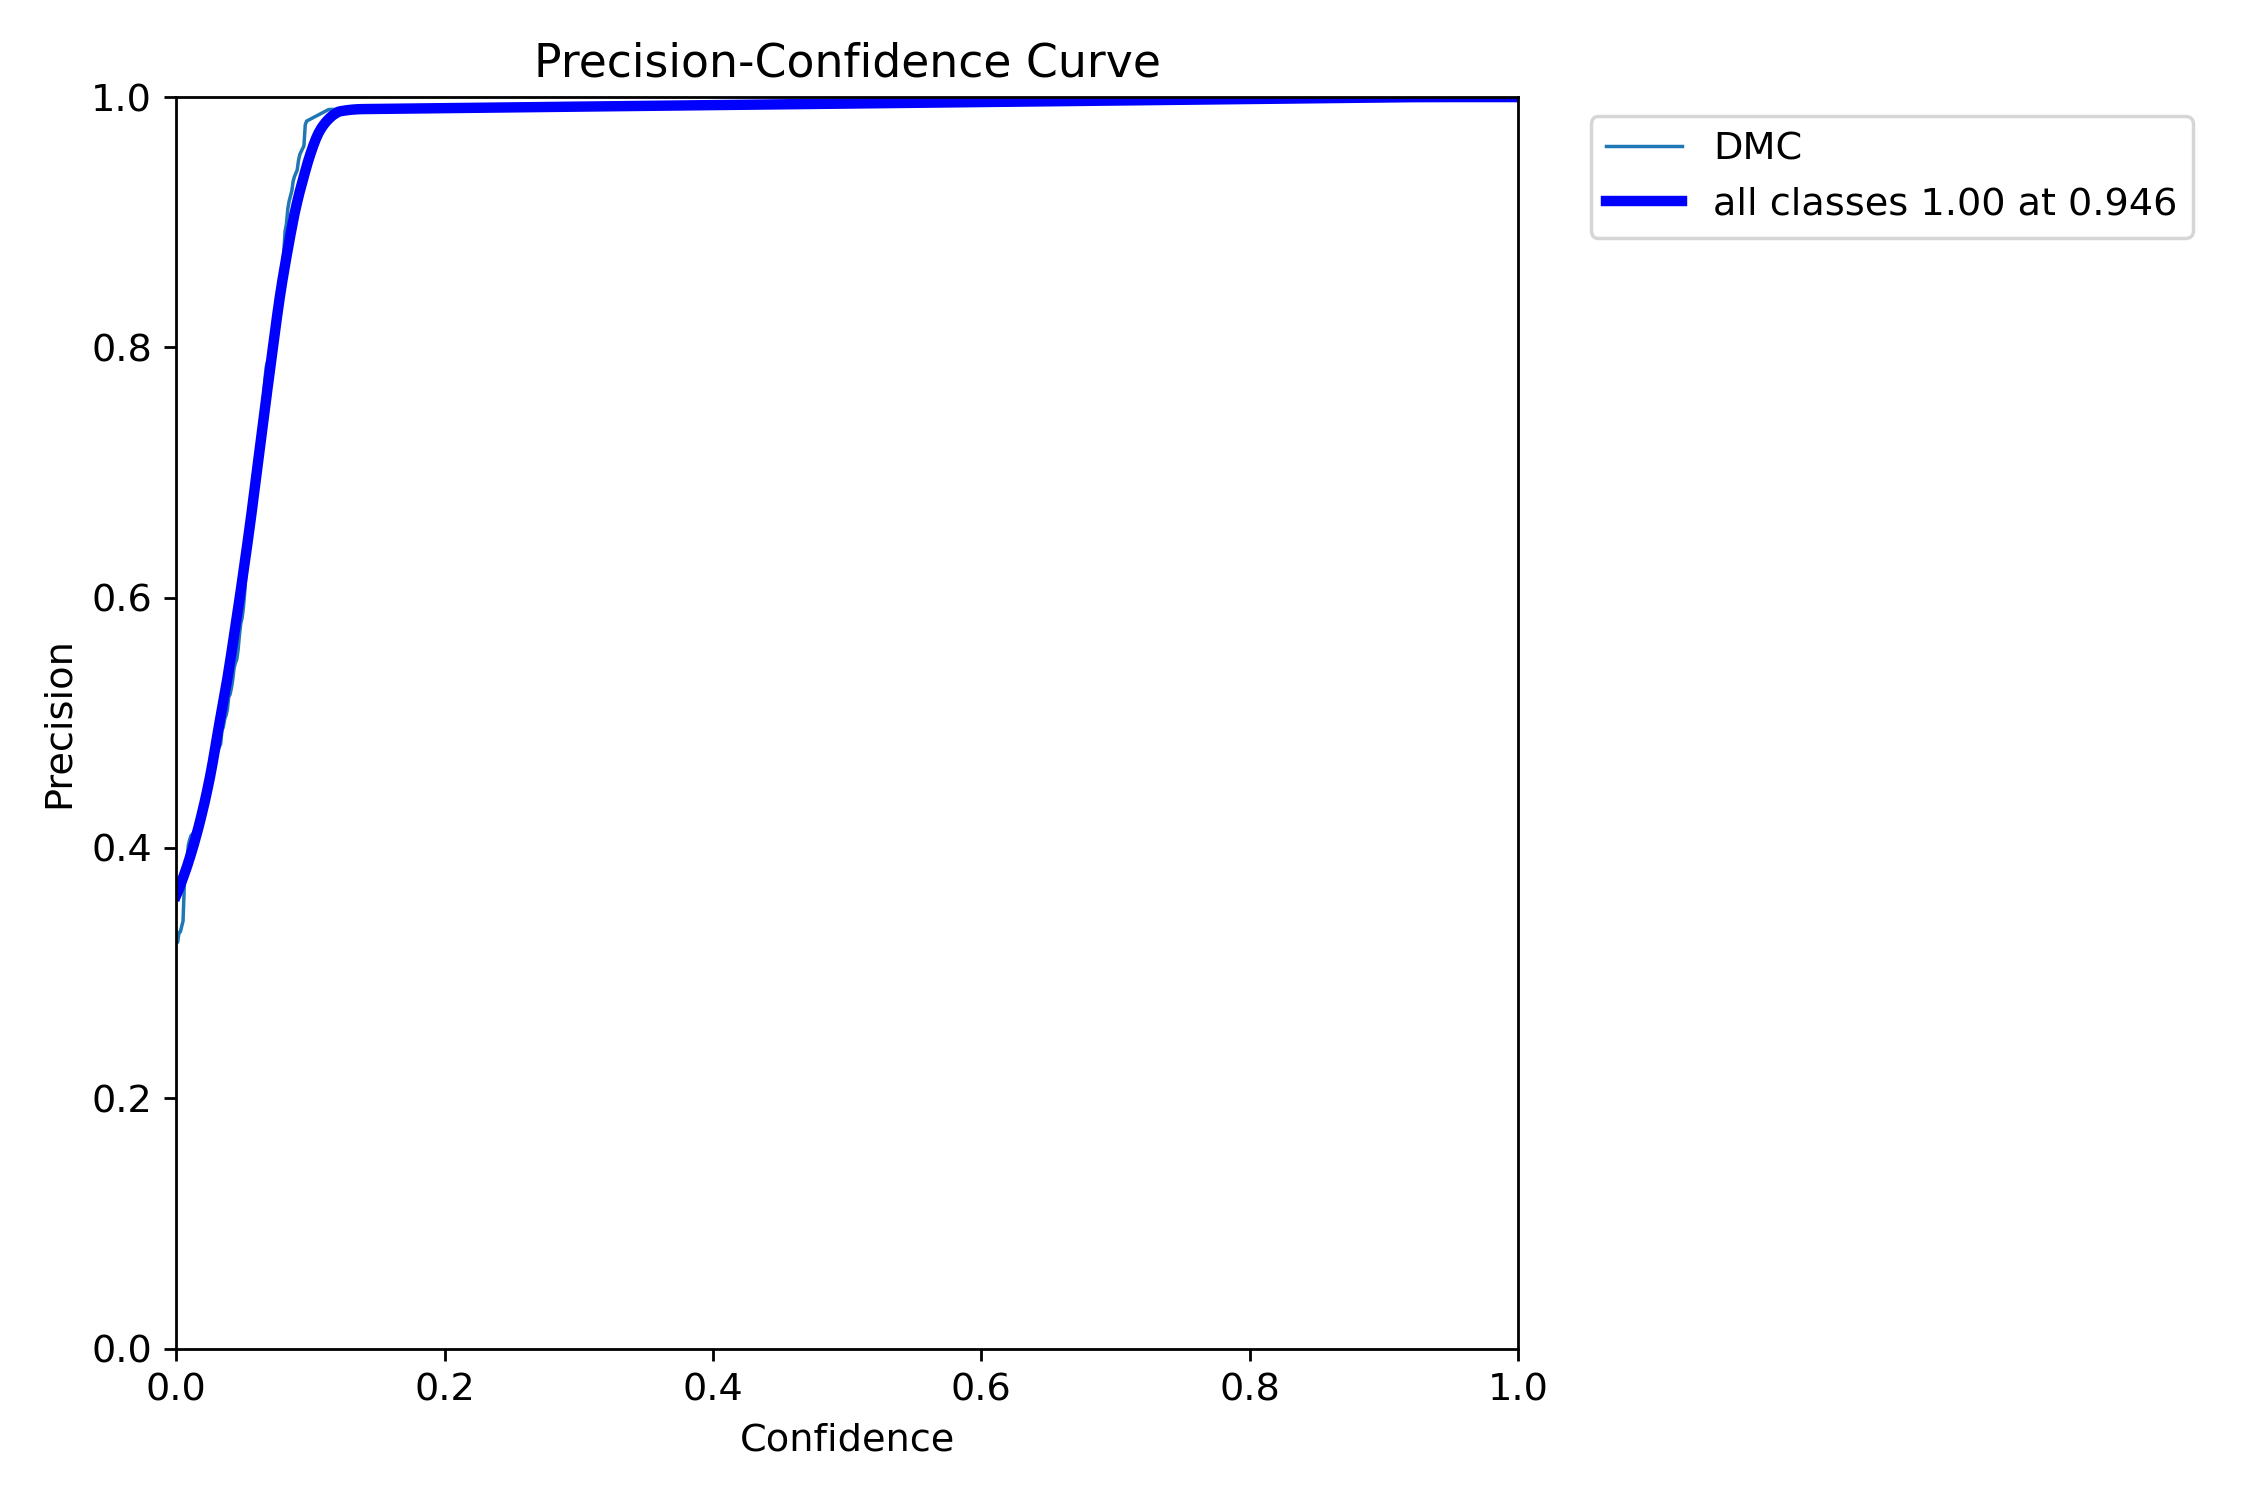 Precision-Confidence Curve
1.0
0.8
0.6
0.4
0.2
0.0
Precision
0.0 0.2 0.4 0.6 0.8 1.0
Confidence
DMC
all classes 1.00 at 0.946